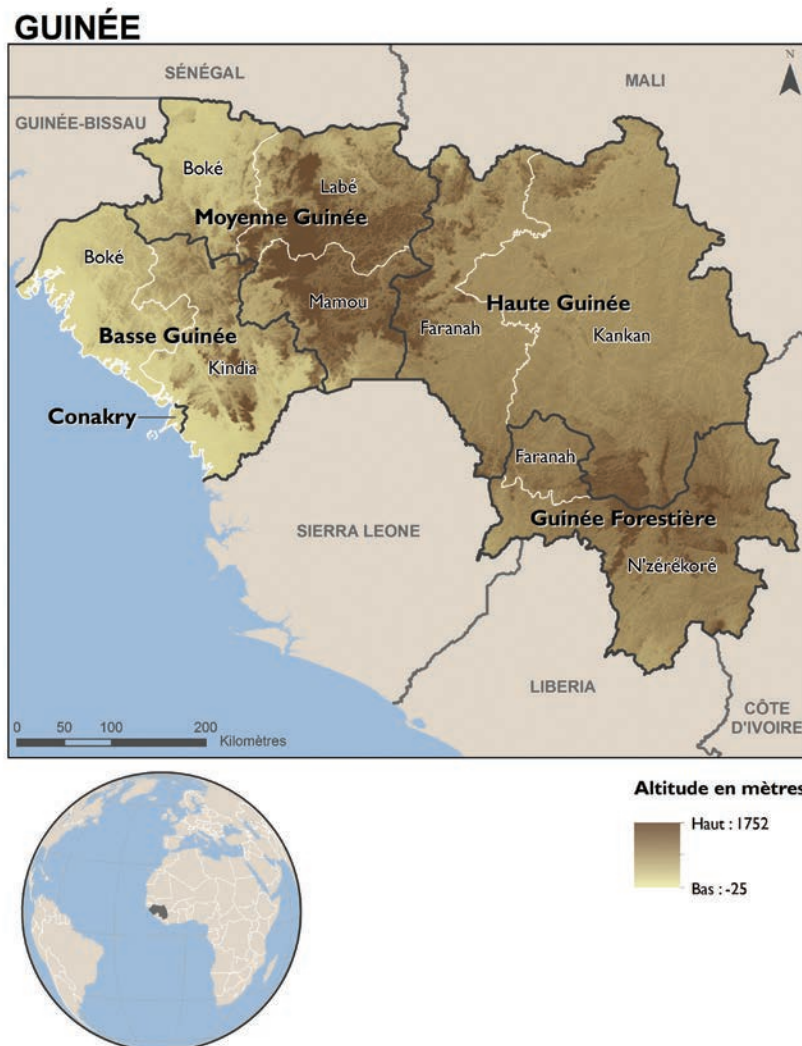 GUINÉE
N
SÉNÉGAL
MALI
GUINÉE-BISSAU
Boké
Labé
Moyenne Guinée
Boké
Mamou
Haute Guinée
Faranah
Kankan
Basse Guinée
Kindia
Conakry
Faranah
Guinée Forestière
SIERRA LEONE
N'zérékoré
LIBERIA
CÔTE
D'IVOIRE
0 50 100 200
Kilomètres
Altitude en mètres
Haut : 1752
Bas : -25